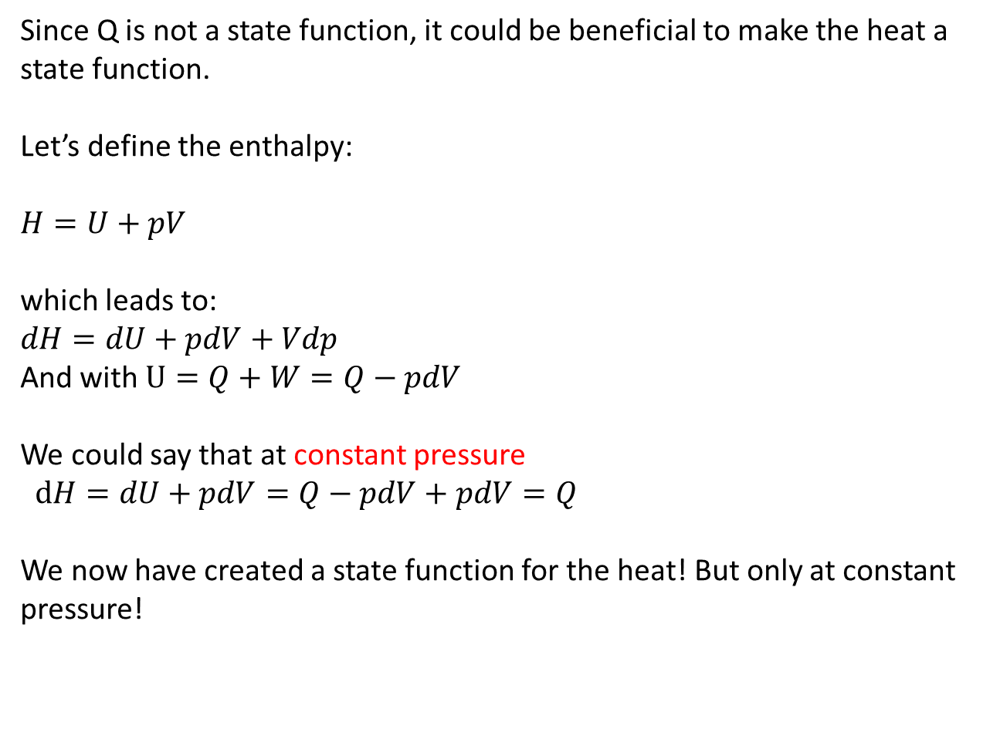 Since Q is not a state function, it could be beneficial to make the heat a
state function.
Let’s define the enthalpy:
H = U + pV
which leads to:
dH = dU + pdV + Vdp
And with U = Q + W = Q − pdV
We could say that at constant pressure
dH = dU + pdV = Q − pdV + pdV = Q
We now have created a state function for the heat! But only at constant
pressure!